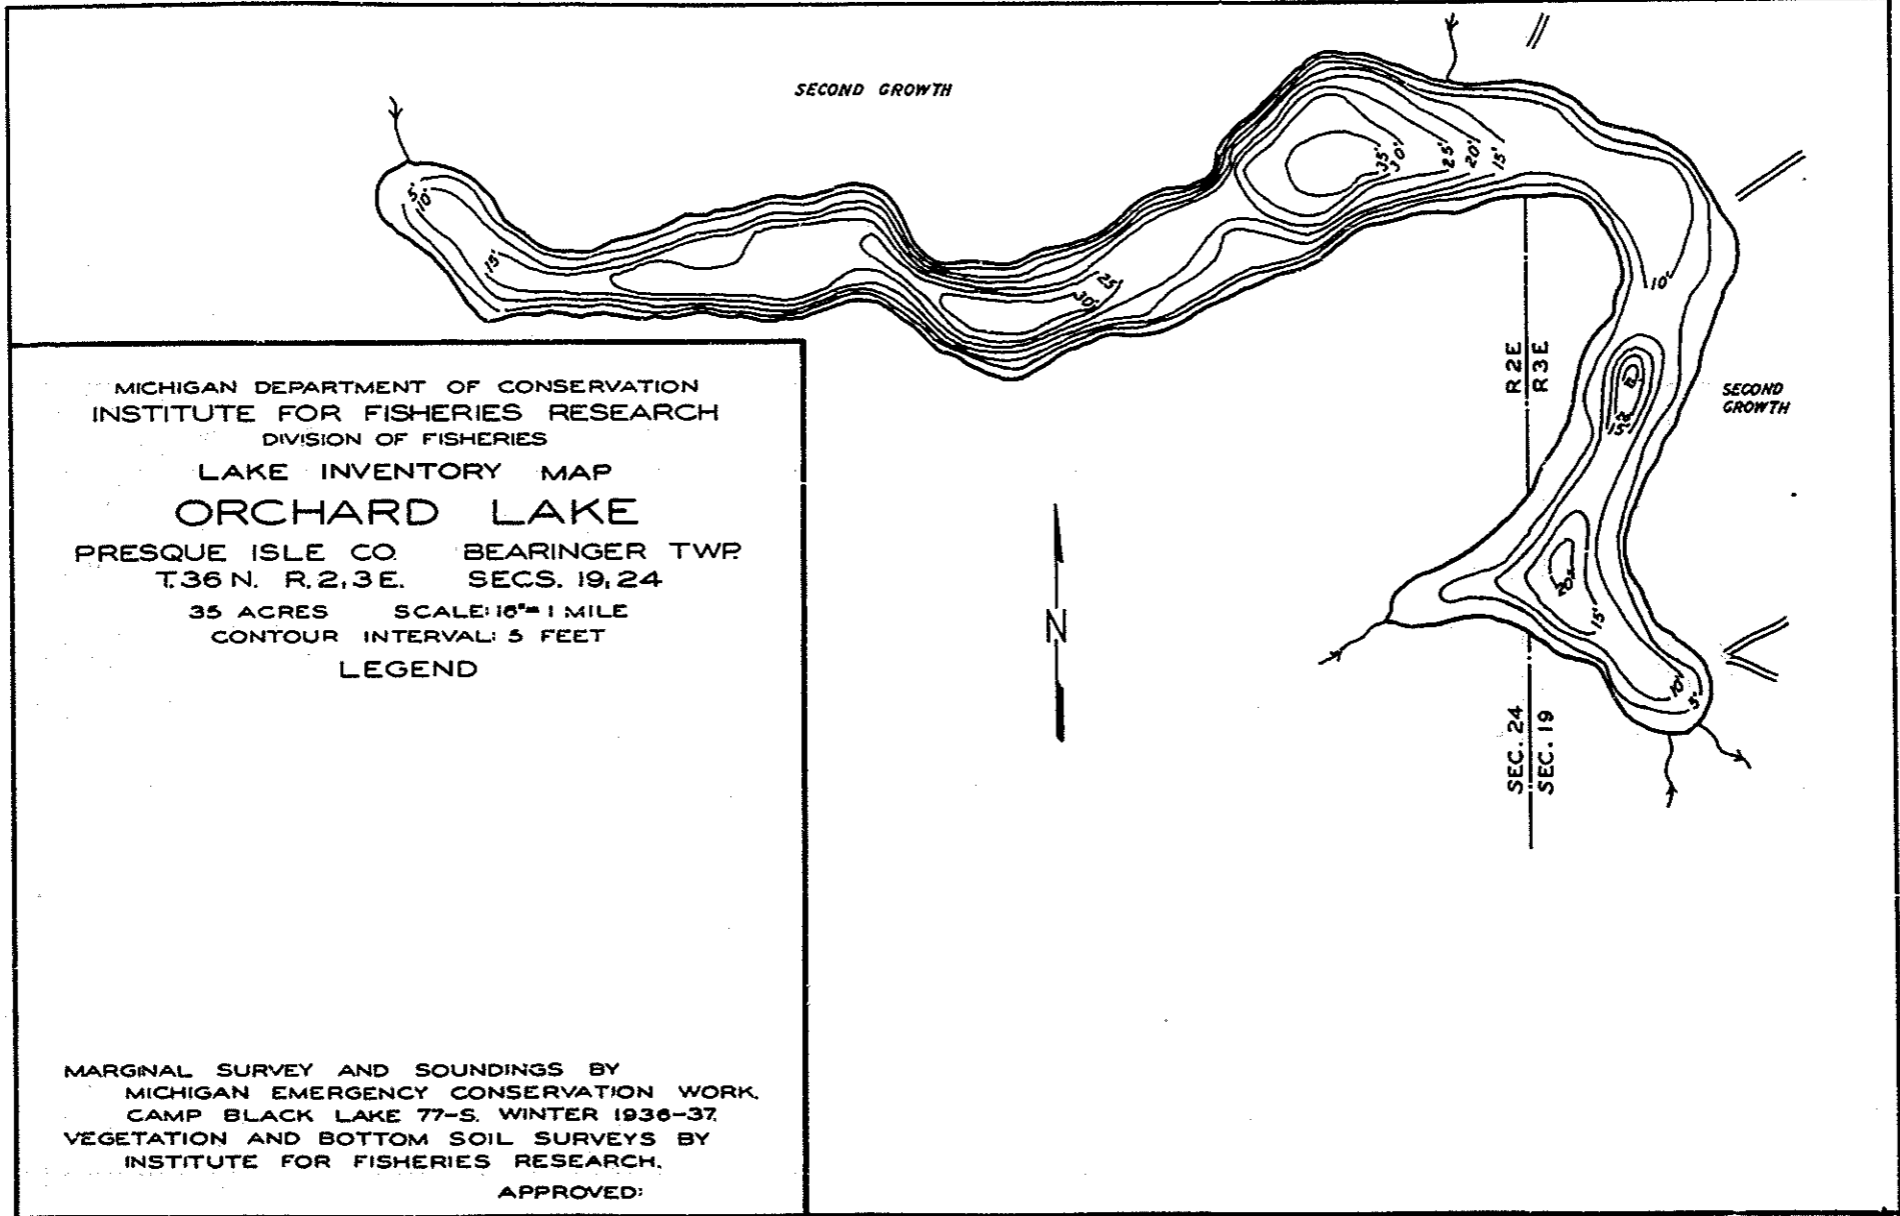 SECOND GROWTH
5'
10'
15'
25'
30'
35'
30'
25'
20'
15'
10'
R2E
R3E
SECOND
GROWTH
15'
20'
15'
10'
5'
SEC. 24
SEC. 19
N
MICHIGAN DEPARTMENT OF CONSERVATION
INSTITUTE FOR FISHERIES RESEARCH
DIVISION OF FISHERIES
LAKE INVENTORY MAP
ORCHARD LAKE
PRESQUE ISLE CO. BEARINGER TWP.
T.36 N. R.2,3 E. SECS. 19, 24
35 ACRES SCALE: 16"= 1 MILE
CONTOUR INTERVAL: 5 FEET
LEGEND
MARGINAL SURVEY AND SOUNDINGS BY
MICHIGAN EMERGENCY CONSERVATION WORK.
CAMP BLACK LAKE 77-S. WINTER 1936-37.
VEGETATION AND BOTTOM SOIL SURVEYS BY
INSTITUTE FOR FISHERIES RESEARCH.
APPROVED: